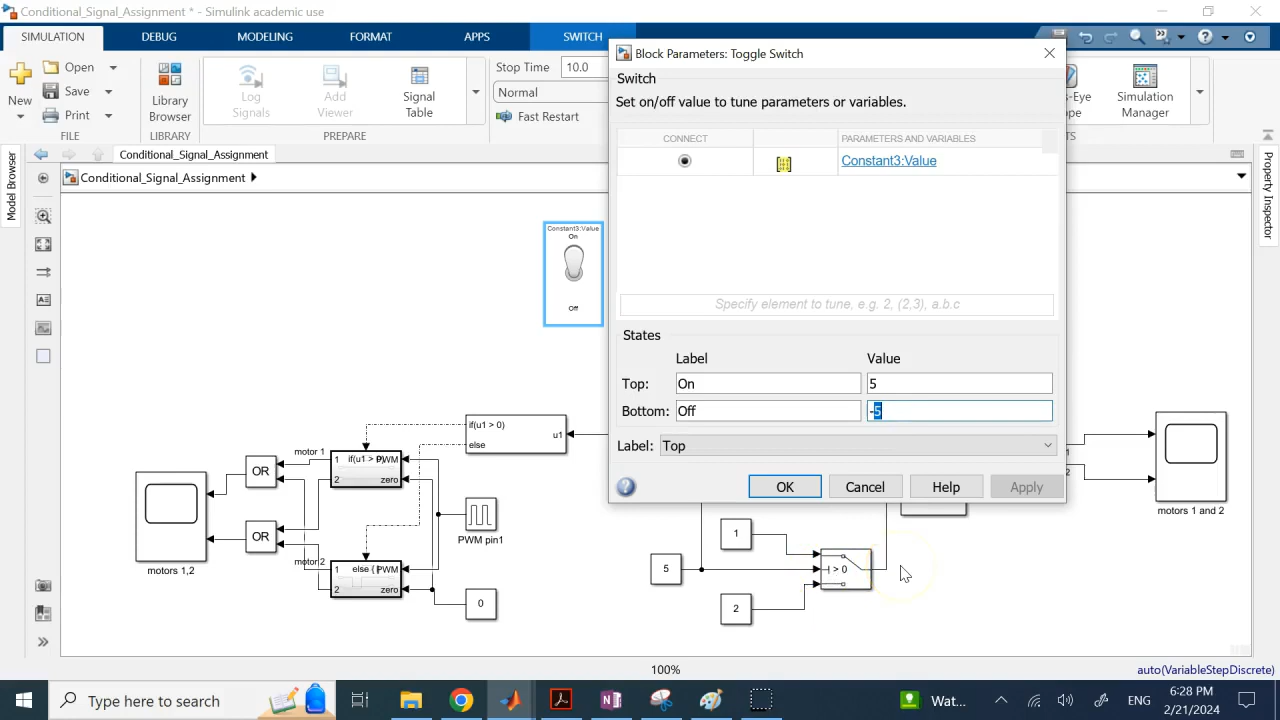 Conditional_Signal_Assignment * - Simulink academic use
SIMULATION DEBUG MODELING FORMAT APPS SWITCH
New
Open
Save
Print
FILE
Library
Browser
LIBRARY
Log
Signals
Add
Viewer
Signal
Table
PREPARE
Stop Time 10.0
Normal
Fast Restart
Simulation
Manager
Block Parameters: Toggle Switch
Switch
Set on/off value to tune parameters or variables.
CONNECT PARAMETERS AND VARIABLES
Constant3:Value
Specify element to tune, e.g. 2, (2,3), a.b.c
States
Label Value
Top: On 5
Bottom: Off -5
Label: Top
OK Cancel Help Apply
Model Browser
Conditional_Signal_Assignment
Conditional_Signal_Assignment
Property Inspector
Constant3:Value
On
Off
if(u1 > 0)
else
u1
motor 1
1 if(u1 > 0) PWM
2 zero
OR
OR
motors 1,2
PWM pin1
motor 2
1 else { } PWM
2 zero
0
1
5
> 0
2
1
2
motors 1 and 2
100%
auto(VariableStepDiscrete)
Type here to search
Wat...
ENG
6:28 PM
2/21/2024